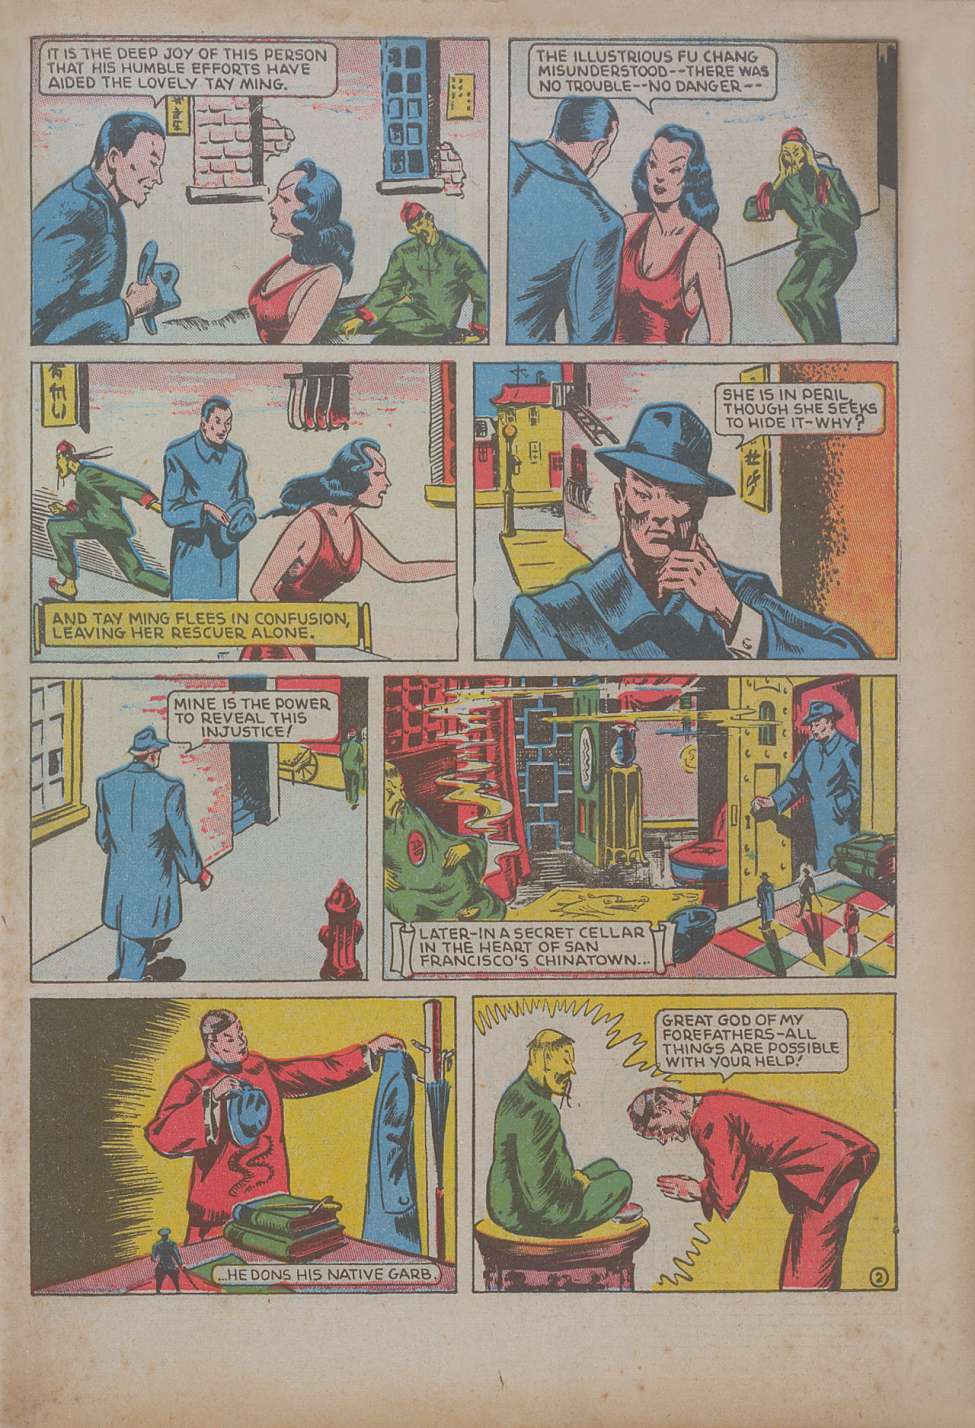 IT IS THE DEEP JOY OF THIS PERSON
THAT HIS HUMBLE EFFORTS HAVE
AIDED THE LOVELY TAY MING.
THE ILLUSTRIOUS FU CHANG
MISUNDERSTOOD--THERE WAS
NO TROUBLE--NO DANGER--
AND TAY MING FLEES IN CONFUSION,
LEAVING HER RESCUER ALONE.
SHE IS IN PERIL
THOUGH SHE SEEKS
TO HIDE IT-WHY?
MINE IS THE POWER
TO REVEAL THIS
INJUSTICE!
LATER-IN A SECRET CELLAR
IN THE HEART OF SAN
FRANCISCO'S CHINATOWN...
...HE DONS HIS NATIVE GARB.
GREAT GOD OF MY
FOREFATHERS-ALL
THINGS ARE POSSIBLE
WITH YOUR HELP!
2